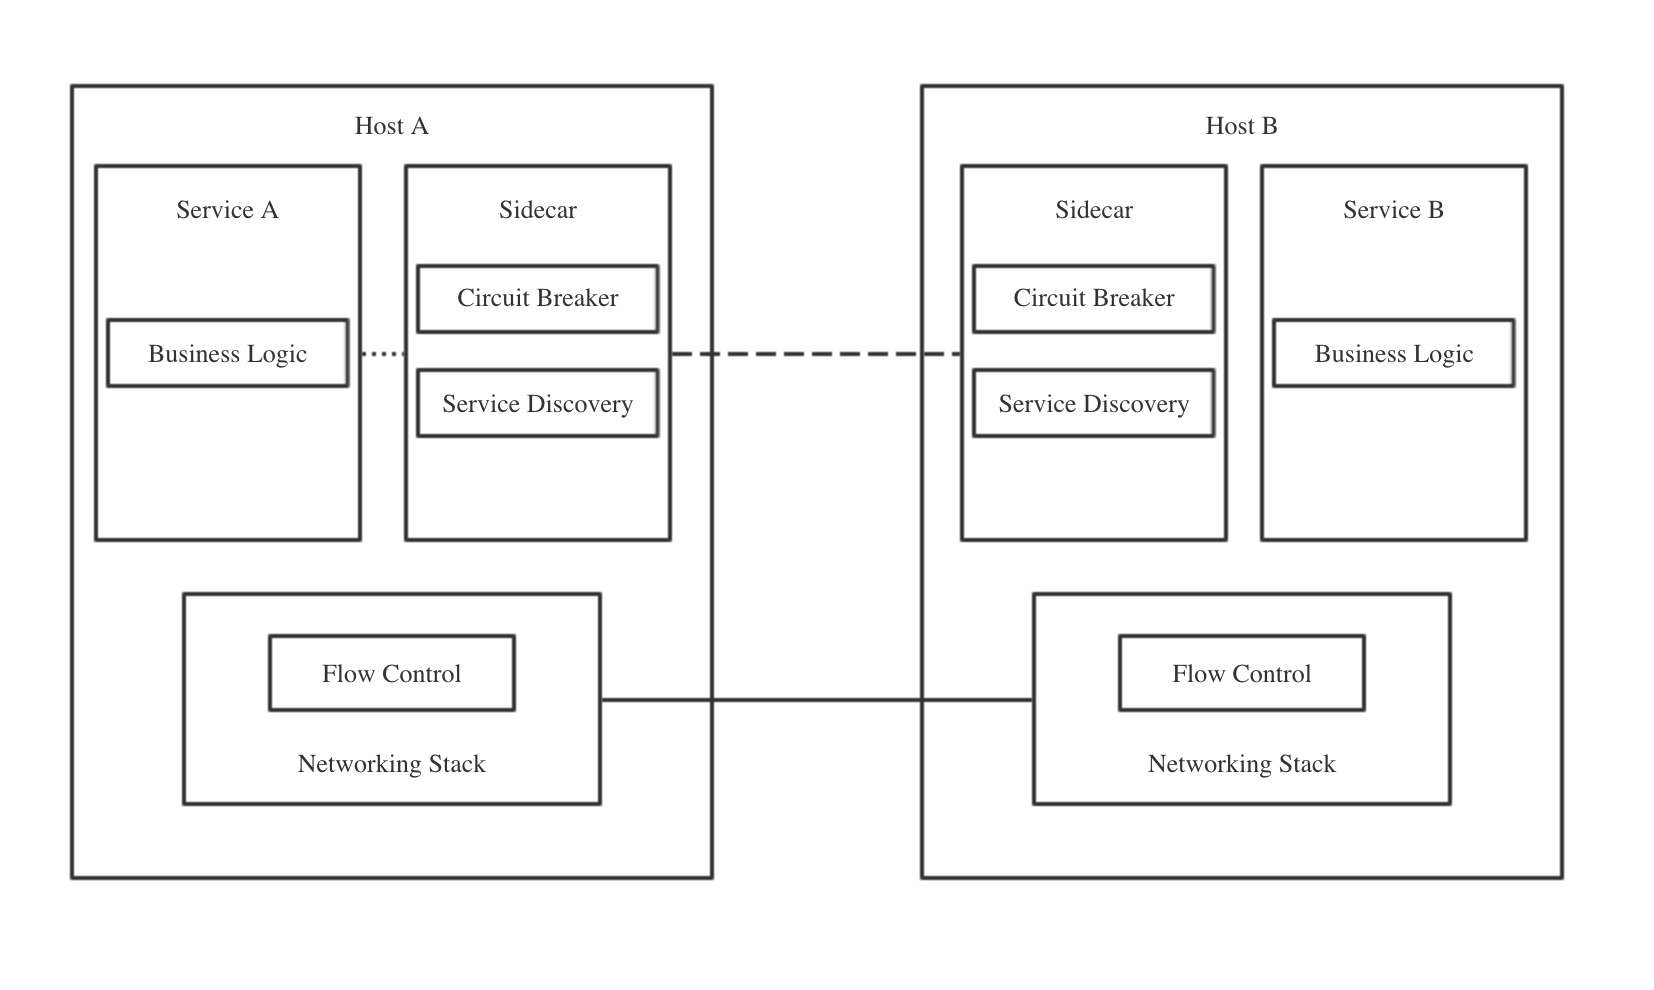 Host A
Service A
Business Logic
Sidecar
Circuit Breaker
Service Discovery
Flow Control
Networking Stack
Host B
Sidecar
Circuit Breaker
Service Discovery
Service B
Business Logic
Flow Control
Networking Stack